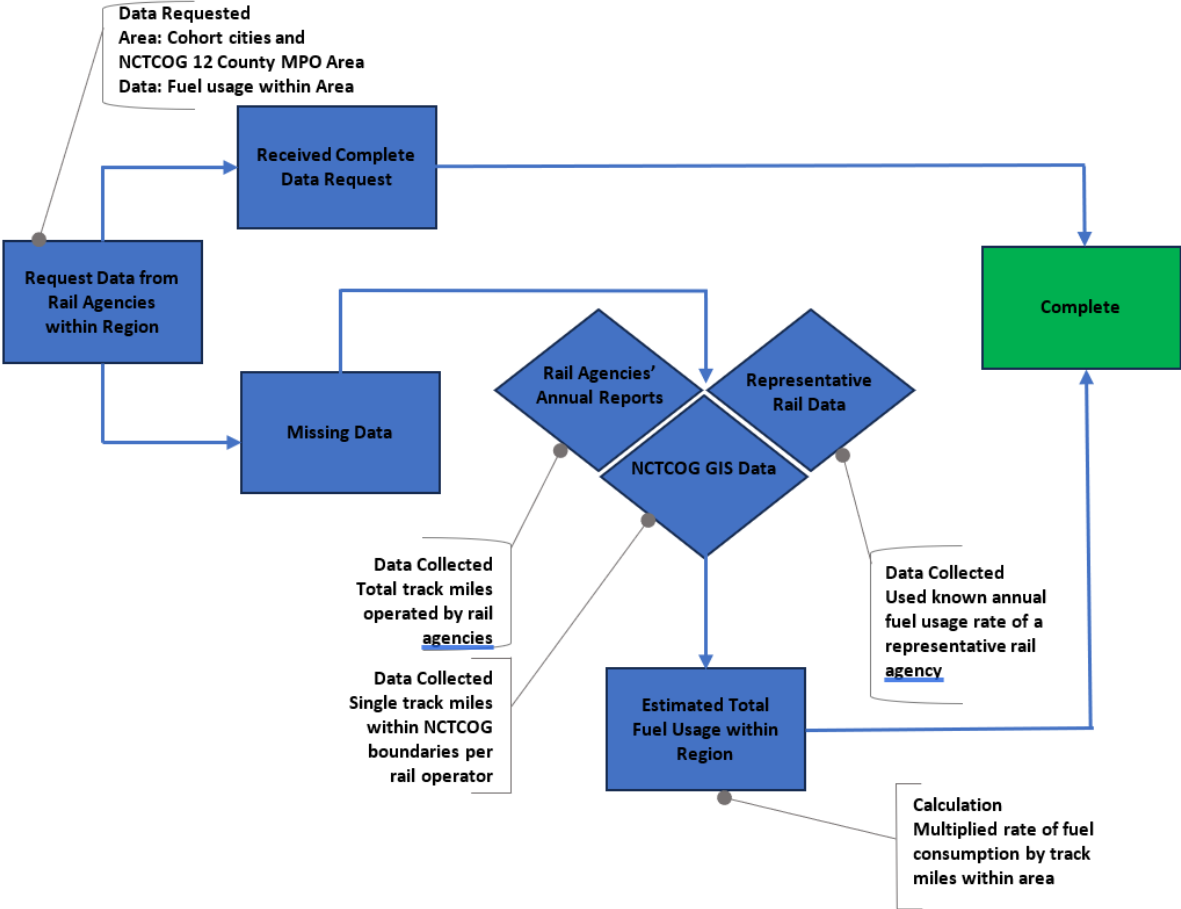 Data Requested
Area: Cohort cities and
NCTCOG 12 County MPO Area
Data: Fuel usage within Area
Received Complete
Data Request
Request Data from
Rail Agencies
within Region
Complete
Missing Data
Rail Agencies’
Annual Reports
Representative
Rail Data
NCTCOG GIS Data
Data Collected
Total track miles
operated by rail
agencies
Data Collected
Single track miles
within NCTCOG
boundaries per
rail operator
Data Collected
Used known annual
fuel usage rate of a
representative rail
agency
Estimated Total
Fuel Usage within
Region
Calculation
Multiplied rate of fuel
consumption by track
miles within area